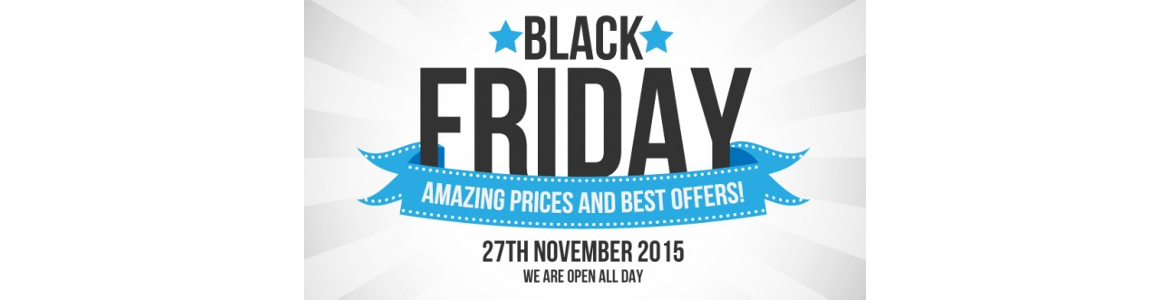 BLACK
FRIDAY
AMAZING PRICES AND BEST OFFERS!
27TH NOVEMBER 2015
WE ARE OPEN ALL DAY